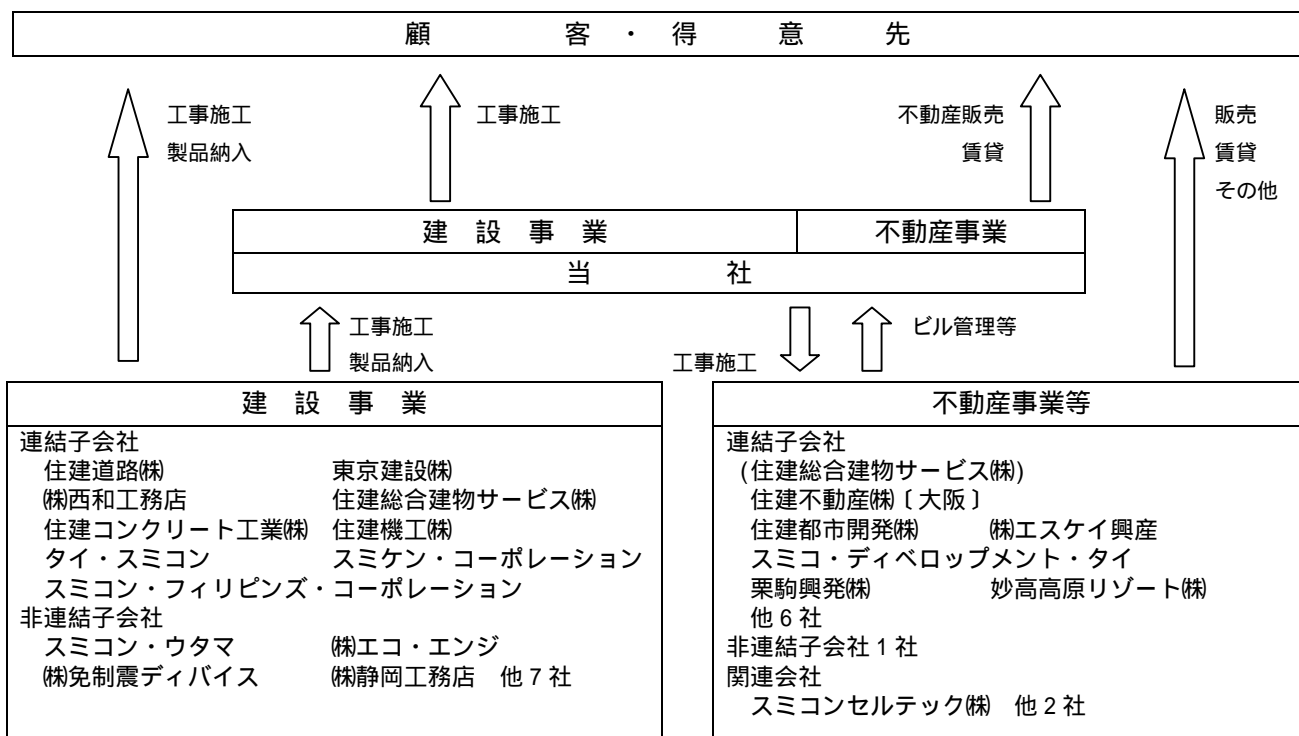 顧客・得意先
工事施工
製品納入
工事施工
不動産販売
賃貸
販売
賃貸
その他
建設事業 不動産事業
当社
工事施工
製品納入
工事施工
ビル管理等
建設事業
連結子会社
住建道路㈱ 東京建設㈱
㈱西和工務店 住建総合建物サービス㈱
住建コンクリート工業㈱ 住建機工㈱
タイ・スミコン スミケン・コーポレーション
スミコン・フィリピンズ・コーポレーション
非連結子会社
スミコン・ウタマ ㈱エコ・エンジ
㈱免制震ディバイス ㈱静岡工務店 他7社
不動産事業等
連結子会社
(住建総合建物サービス㈱)
住建不動産㈱〔大阪〕
住建都市開発㈱ ㈱エスケイ興産
スミコ・ディベロップメント・タイ
栗駒興発㈱ 妙高高原リゾート㈱
他6社
非連結子会社1社
関連会社
スミコンセルテック㈱ 他2社